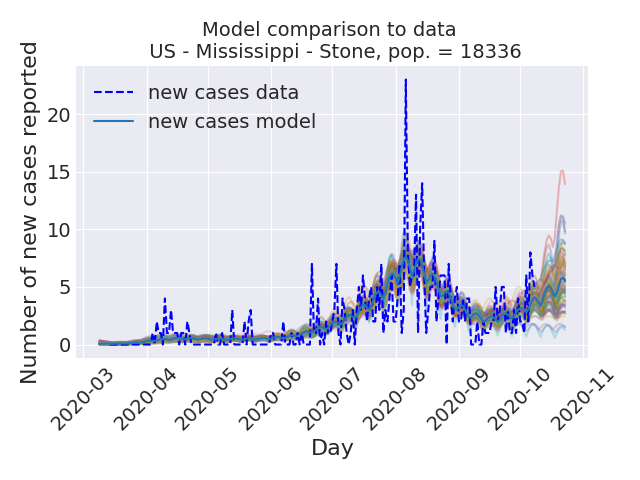 Model comparison to data
US - Mississippi - Stone, pop. = 18336
Number of new cases reported
new cases data
new cases model
20
15
10
5
0
2020-03
2020-04
2020-05
2020-06
2020-07
2020-08
2020-09
2020-10
2020-11
Day